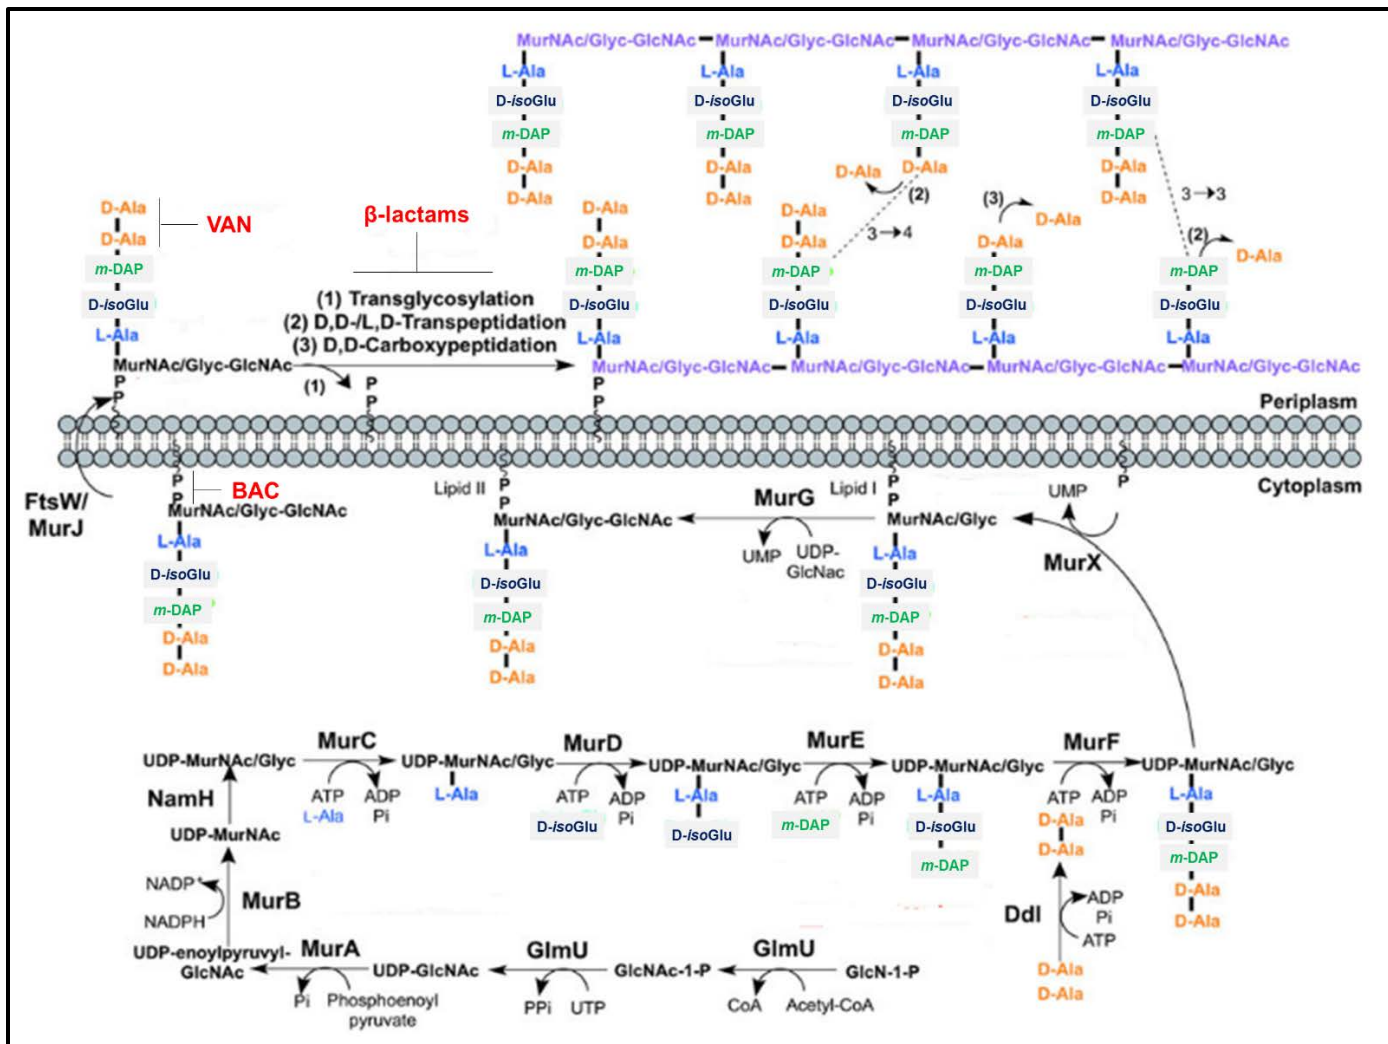 MurNAc/Glyc-GlcNAc MurNAc/Glyc-GlcNAc MurNAc/Glyc-GlcNAc MurNAc/Glyc-GlcNAc
L-Ala L-Ala L-Ala L-Ala
D-isoGlu D-isoGlu D-isoGlu D-isoGlu
m-DAP m-DAP m-DAP m-DAP
D-Ala D-Ala D-Ala D-Ala D-Ala
D-Ala D-Ala D-Ala
(2)
3→4
(3)
D-Ala
3→3
(2)
D-Ala
D-Ala
D-Ala
VAN
m-DAP
D-isoGlu
L-Ala
MurNAc/Glyc-GlcNAc
P
P
β-lactams
(1) Transglycosylation
(2) D,D-/L,D-Transpeptidation
(3) D,D-Carboxypeptidation
(1)
P
P
D-Ala D-Ala
D-Ala D-Ala D-Ala
m-DAP m-DAP m-DAP m-DAP
D-isoGlu D-isoGlu D-isoGlu D-isoGlu
L-Ala L-Ala L-Ala L-Ala
MurNAc/Glyc-GlcNAc MurNAc/Glyc-GlcNAc MurNAc/Glyc-GlcNAc MurNAc/Glyc-GlcNAc
P
P
Periplasm
Cytoplasm
FtsW/
MurJ
P
P
BAC
MurNAc/Glyc-GlcNAc
L-Ala
D-isoGlu
m-DAP
D-Ala
D-Ala
Lipid II
P
P
MurNAc/Glyc-GlcNAc
L-Ala
D-isoGlu
m-DAP
D-Ala
D-Ala
MurG
UMP
UDP-
GlcNac
Lipid I
P
P
MurNAc/Glyc
L-Ala
D-isoGlu
m-DAP
D-Ala
D-Ala
UMP
P
MurX
UDP-MurNAc/Glyc
MurC
ATP
L-Ala
ADP
Pi
UDP-MurNAc/Glyc
L-Ala
MurD
ATP
D-isoGlu
ADP
Pi
UDP-MurNAc/Glyc
L-Ala
D-isoGlu
MurE
ATP
m-DAP
ADP
Pi
UDP-MurNAc/Glyc
L-Ala
D-isoGlu
m-DAP
MurF
ATP
D-Ala
D-Ala
ADP
Pi
UDP-MurNAc/Glyc
L-Ala
D-isoGlu
m-DAP
D-Ala
D-Ala
NamH
UDP-MurNAc
NADP+
NADPH
MurB
UDP-enoylpyruvyl-
GlcNAc
MurA
Pi
Phosphoenoyl
pyruvate
UDP-GlcNAc
GlmU
PPi
UTP
GlcNAc-1-P
GlmU
CoA
Acetyl-CoA
GlcN-1-P
Ddl
ADP
Pi
ATP
D-Ala
D-Ala